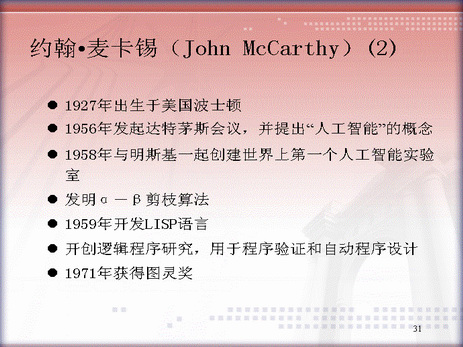 约翰•麦卡锡（John McCarthy）(2)
● 1927年出生于美国波士顿
● 1956年发起达特茅斯会议，并提出“人工智能”的概念
● 1958年与明斯基一起创建世界上第一个人工智能实验
室
● 发明α－β剪枝算法
● 1959年开发LISP语言
● 开创逻辑程序研究，用于程序验证和自动程序设计
● 1971年获得图灵奖
31